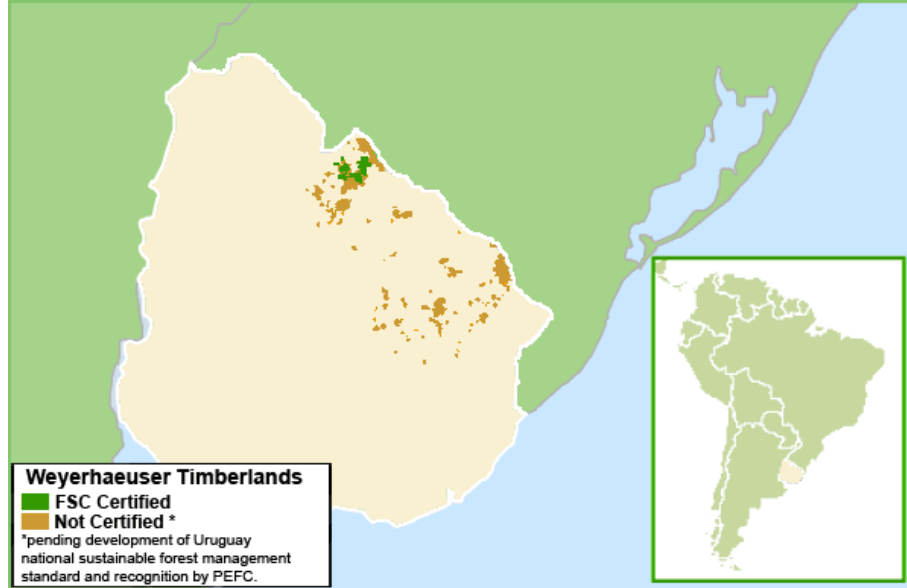 Weyerhaeuser Timberlands
FSC Certified
Not Certified *
*pending development of Uruguay
national sustainable forest management
standard and recognition by PEFC.